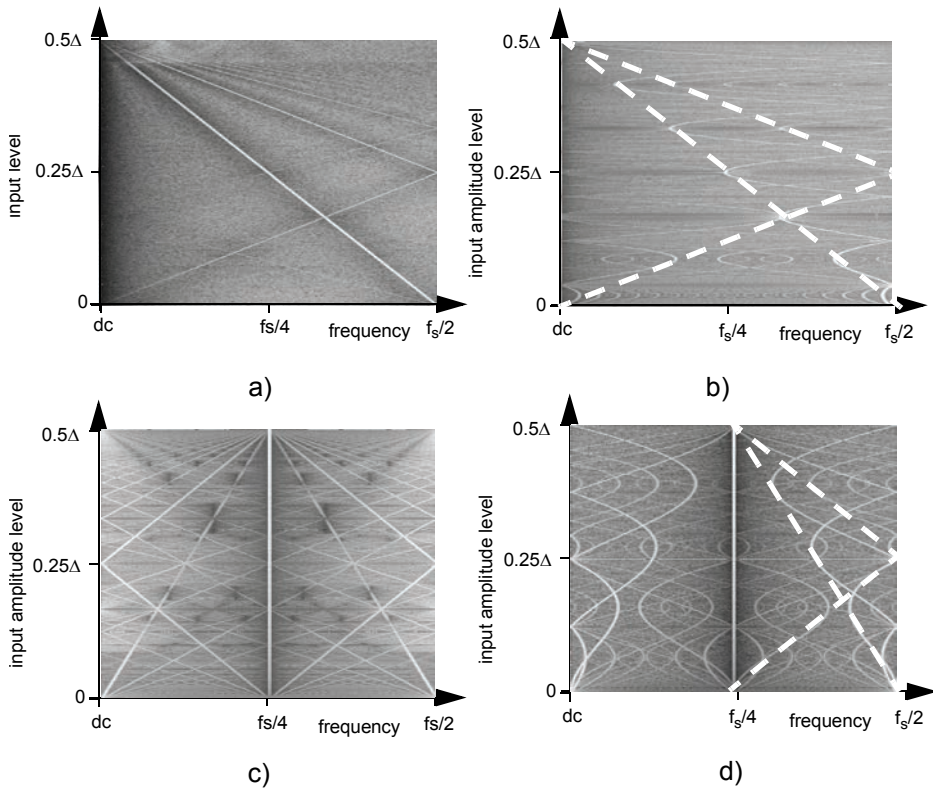 0.5Δ
input level
0.25Δ
0
dc
fs/4
frequency
fs/2
a)
0.5Δ
input amplitude level
0.25Δ
0
dc
fs/4
frequency
fs/2
b)
0.5Δ
input amplitude level
0.25Δ
0
dc
fs/4
frequency
fs/2
c)
0.5Δ
input amplitude level
0.25Δ
0
dc
fs/4
frequency
fs/2
d)